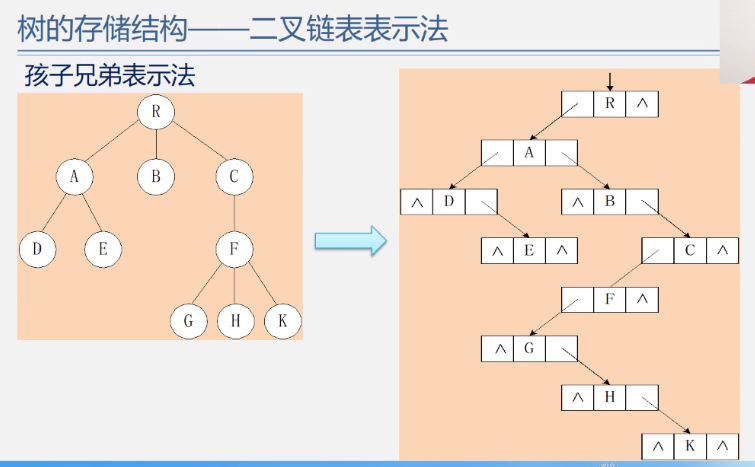 树的存储结构——二叉链表表示法
孩子兄弟表示法
R
A B C
D E F
G H K
R ∧
A
∧ D
∧ B
∧ E ∧
C ∧
F ∧
∧ G
∧ H
∧ K ∧